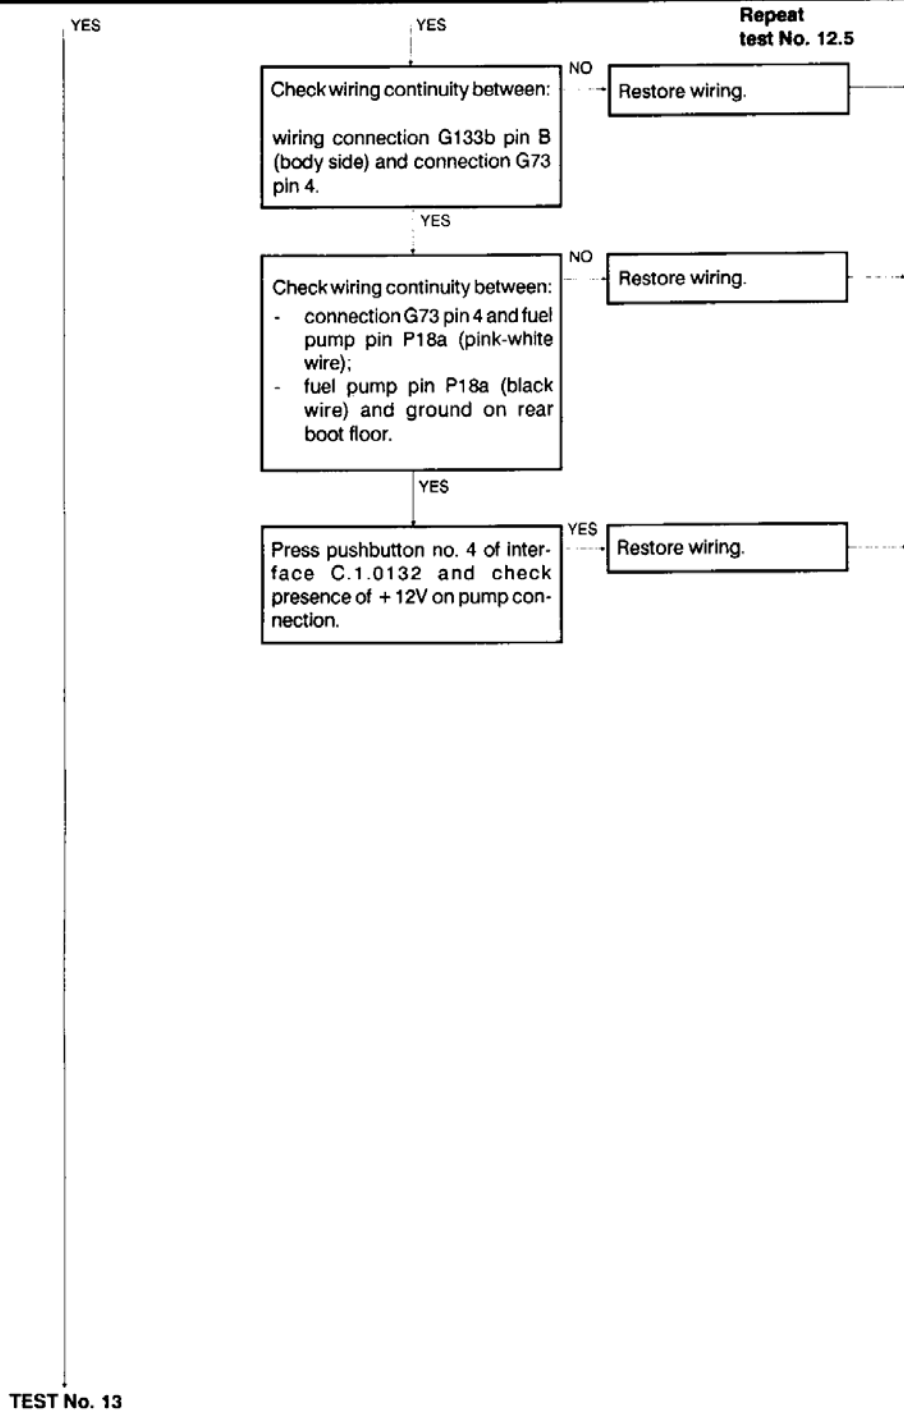 YES
YES
Repeat
test No. 12.5
Check wiring continuity between:
wiring connection G133b pin B
(body side) and connection G73
pin 4.
NO
Restore wiring.
YES
Check wiring continuity between:
- connection G73 pin 4 and fuel
pump pin P18a (pink-white
wire);
- fuel pump pin P18a (black
wire) and ground on rear
boot floor.
NO
Restore wiring.
YES
Press pushbutton no. 4 of inter-
face C.1.0132 and check
presence of + 12V on pump con-
nection.
YES
Restore wiring.
TEST No. 13